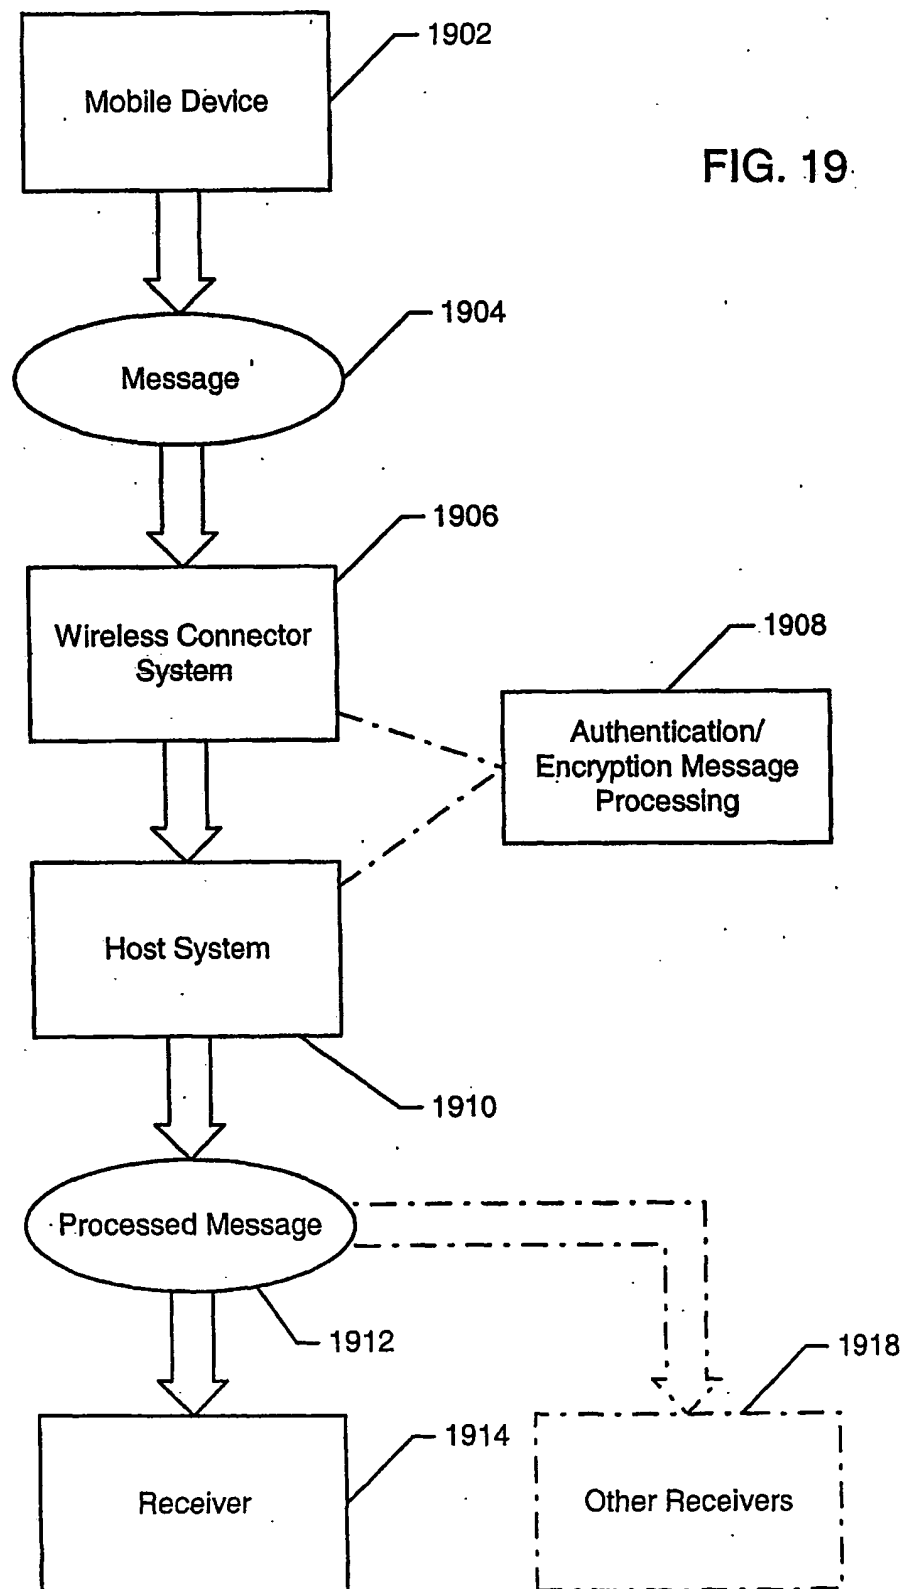 1902
Mobile Device
FIG. 19
1904
Message
1906
Wireless Connector
System
1908
Authentication/
Encryption Message
Processing
Host System
1910
Processed Message
1912
1918
1914
Receiver
Other Receivers